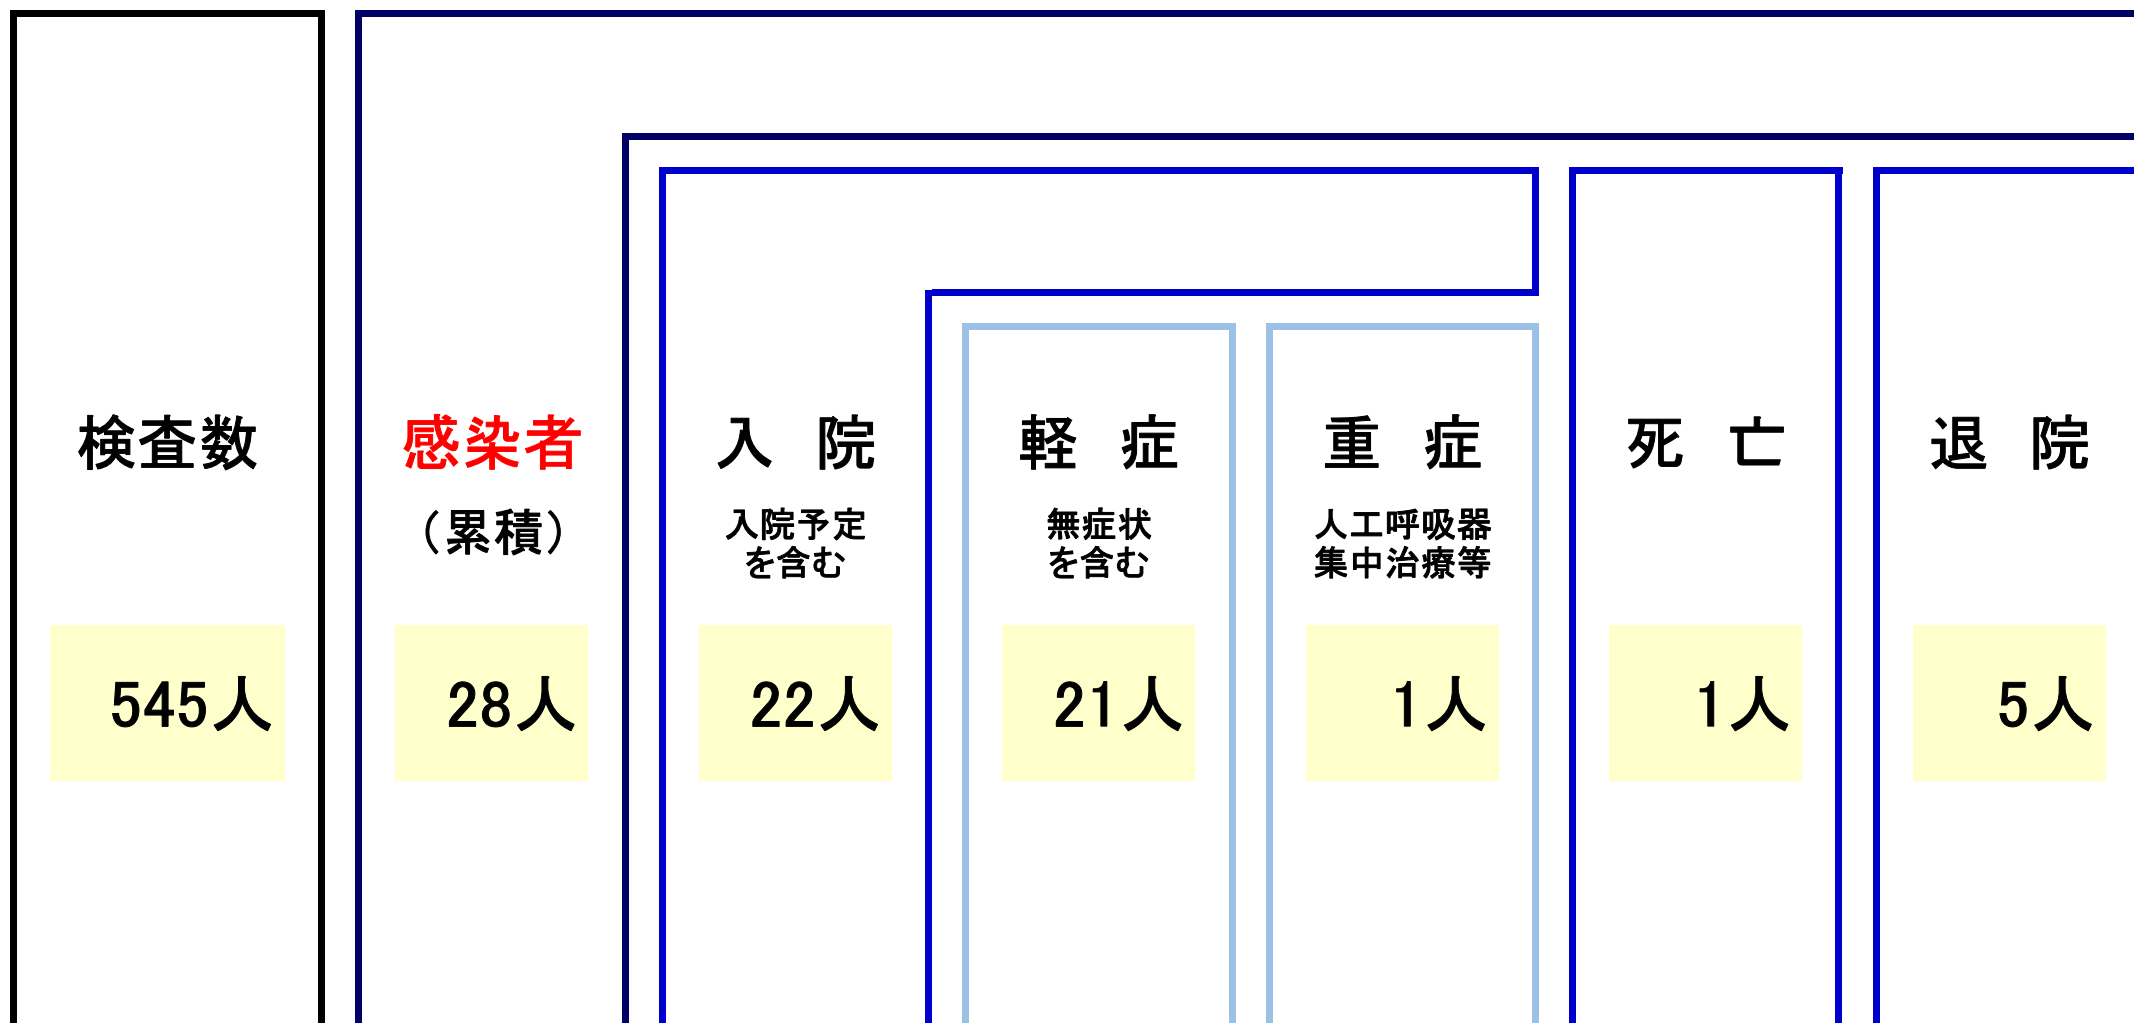 検査数
545人
感染者
（累積）
28人
入 院
入院予定
を含む
22人
軽 症
無症状
を含む
21人
重 症
人工呼吸器
集中治療等
1人
死 亡
1人
退 院
5人